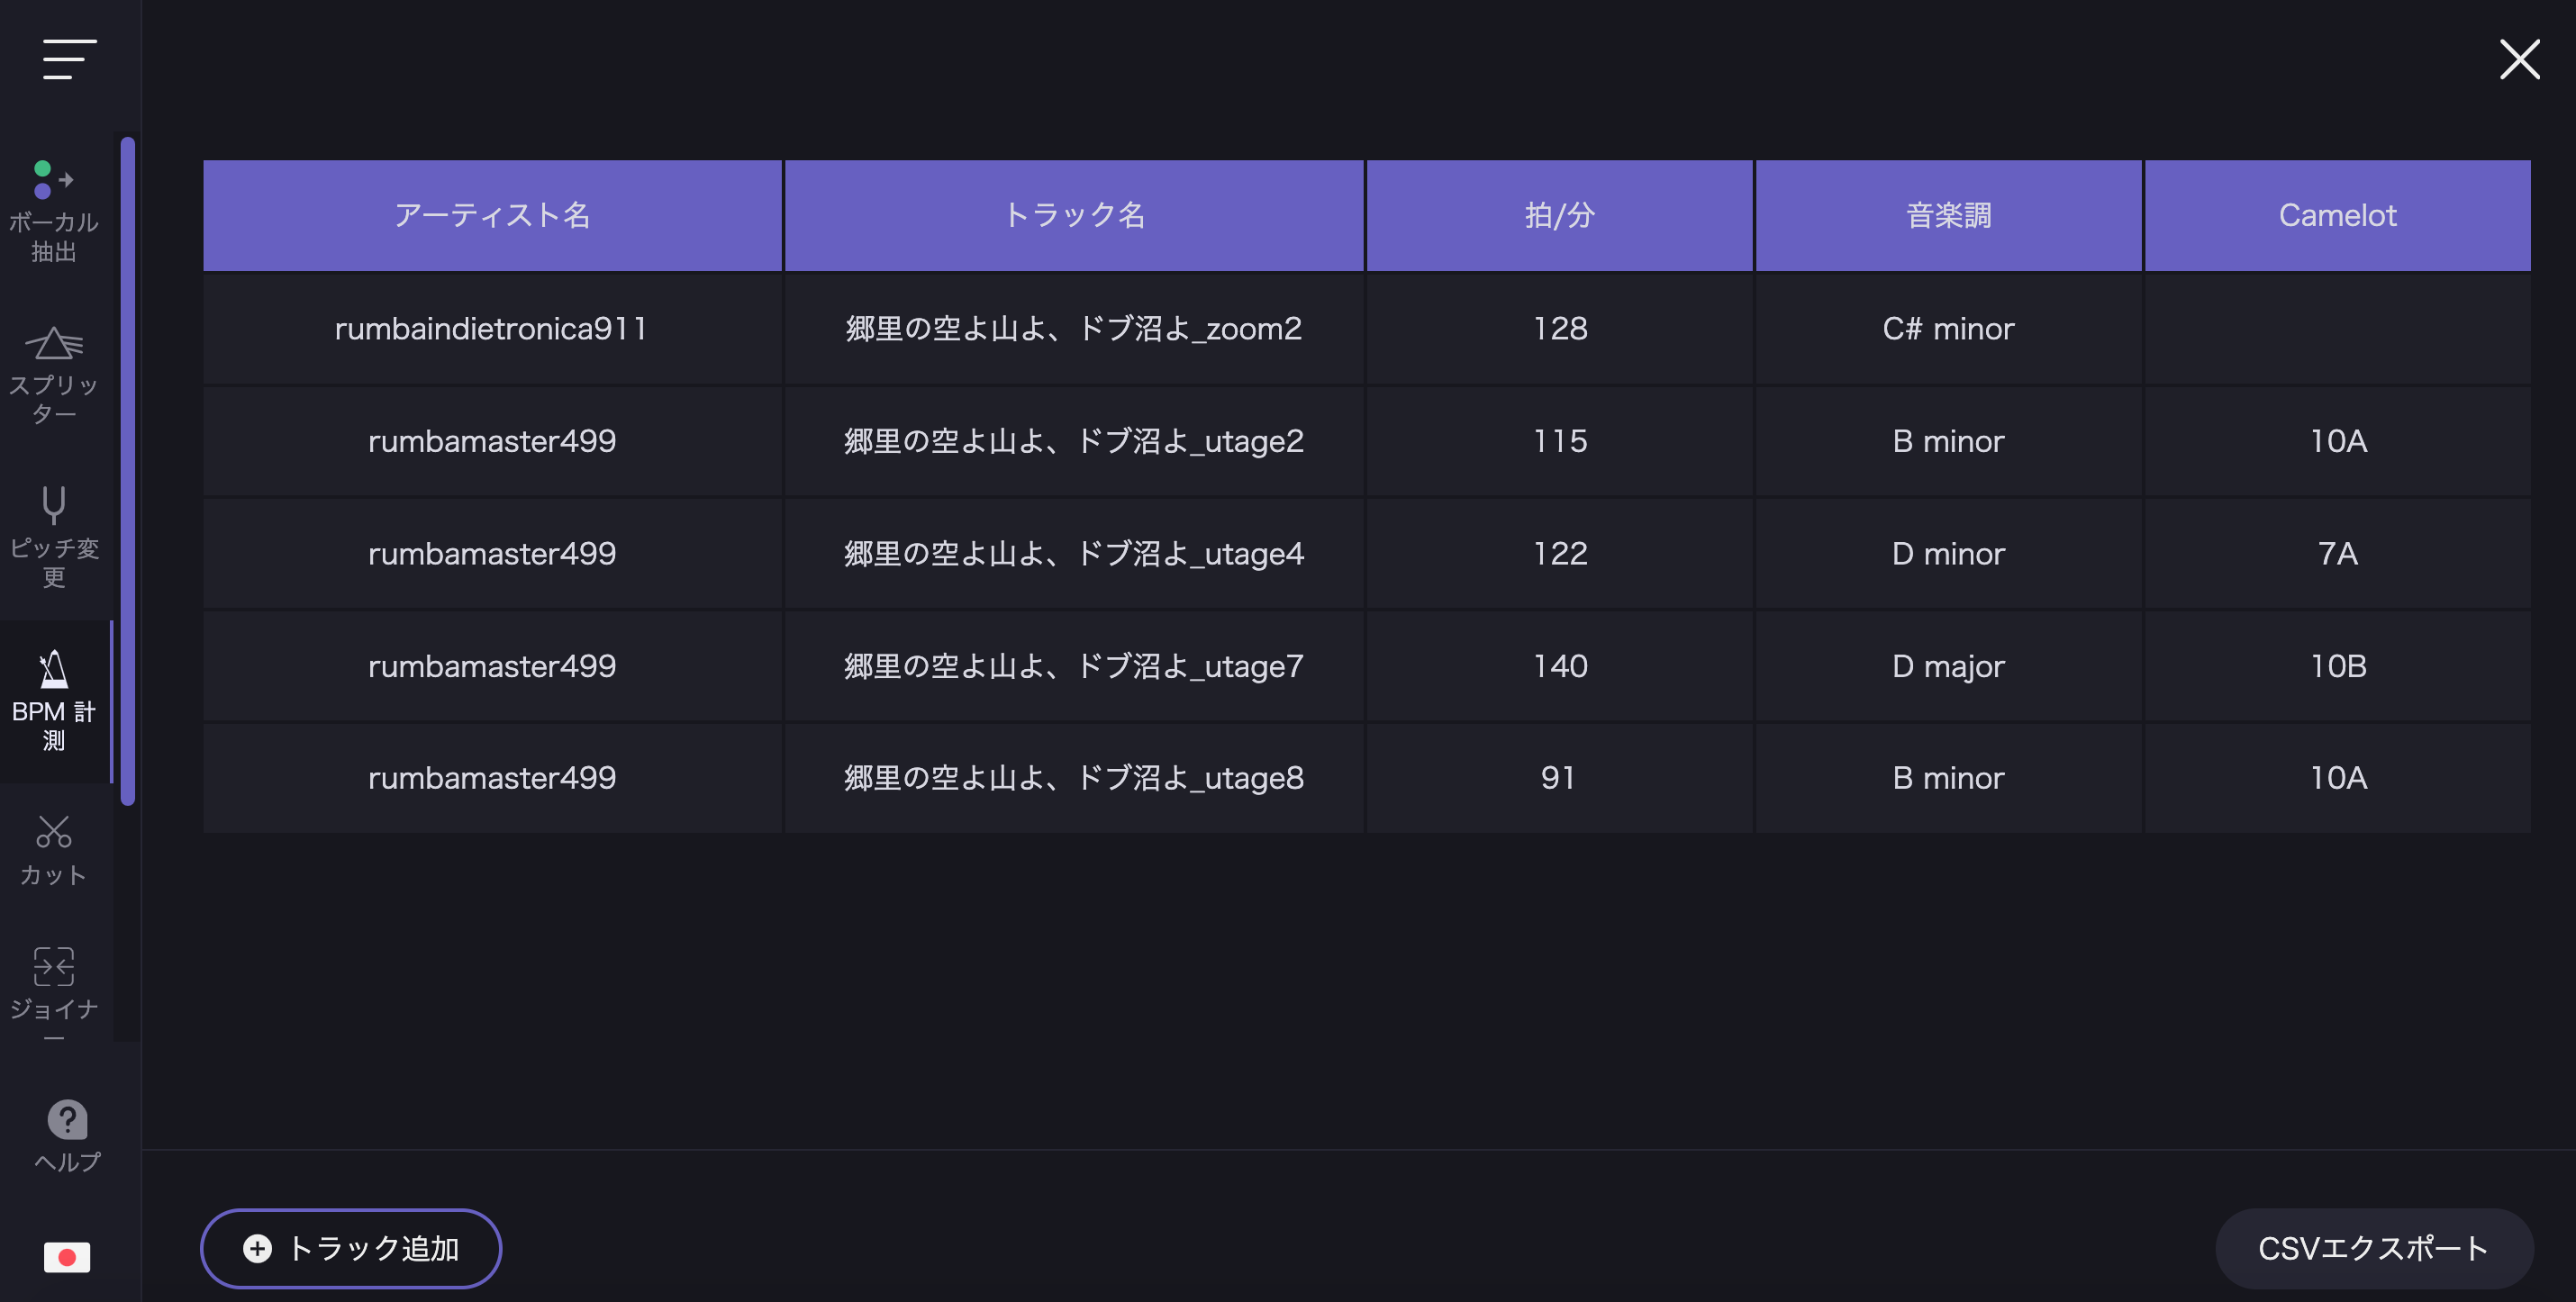 ボーカル
抽出
スプリッ
ター
ピッチ変
更
BPM 計
測
カット
ジョイナ
ー
ヘルプ
アーティスト名 トラック名 拍/分 音楽調 Camelot
rumbaindietronica911 郷里の空よ山よ、ドブ沼よ_zoom2 128 C# minor
rumbamaster499 郷里の空よ山よ、ドブ沼よ_utage2 115 B minor 10A
rumbamaster499 郷里の空よ山よ、ドブ沼よ_utage4 122 D minor 7A
rumbamaster499 郷里の空よ山よ、ドブ沼よ_utage7 140 D major 10B
rumbamaster499 郷里の空よ山よ、ドブ沼よ_utage8 91 B minor 10A
トラック追加
CSVエクスポート